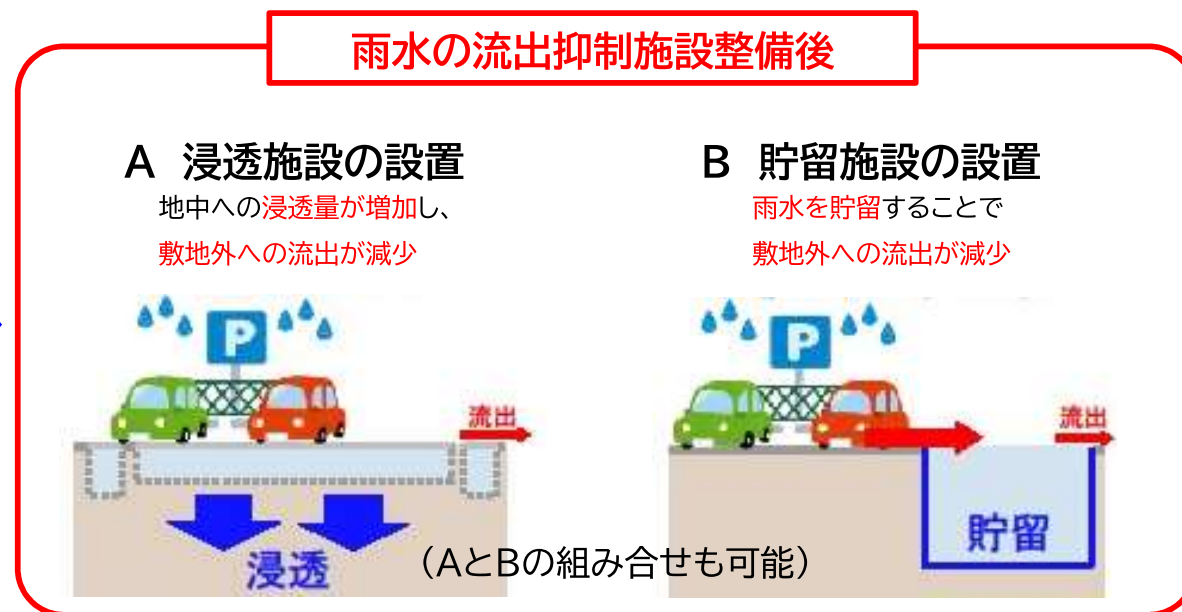 雨水の流出抑制施設整備後
A 浸透施設の設置
地中への浸透量が増加し、
敷地外への流出が減少
P
流出
浸透
B 貯留施設の設置
雨水を貯留することで
敷地外への流出が減少
P
流出
貯留
（AとBの組み合せも可能）